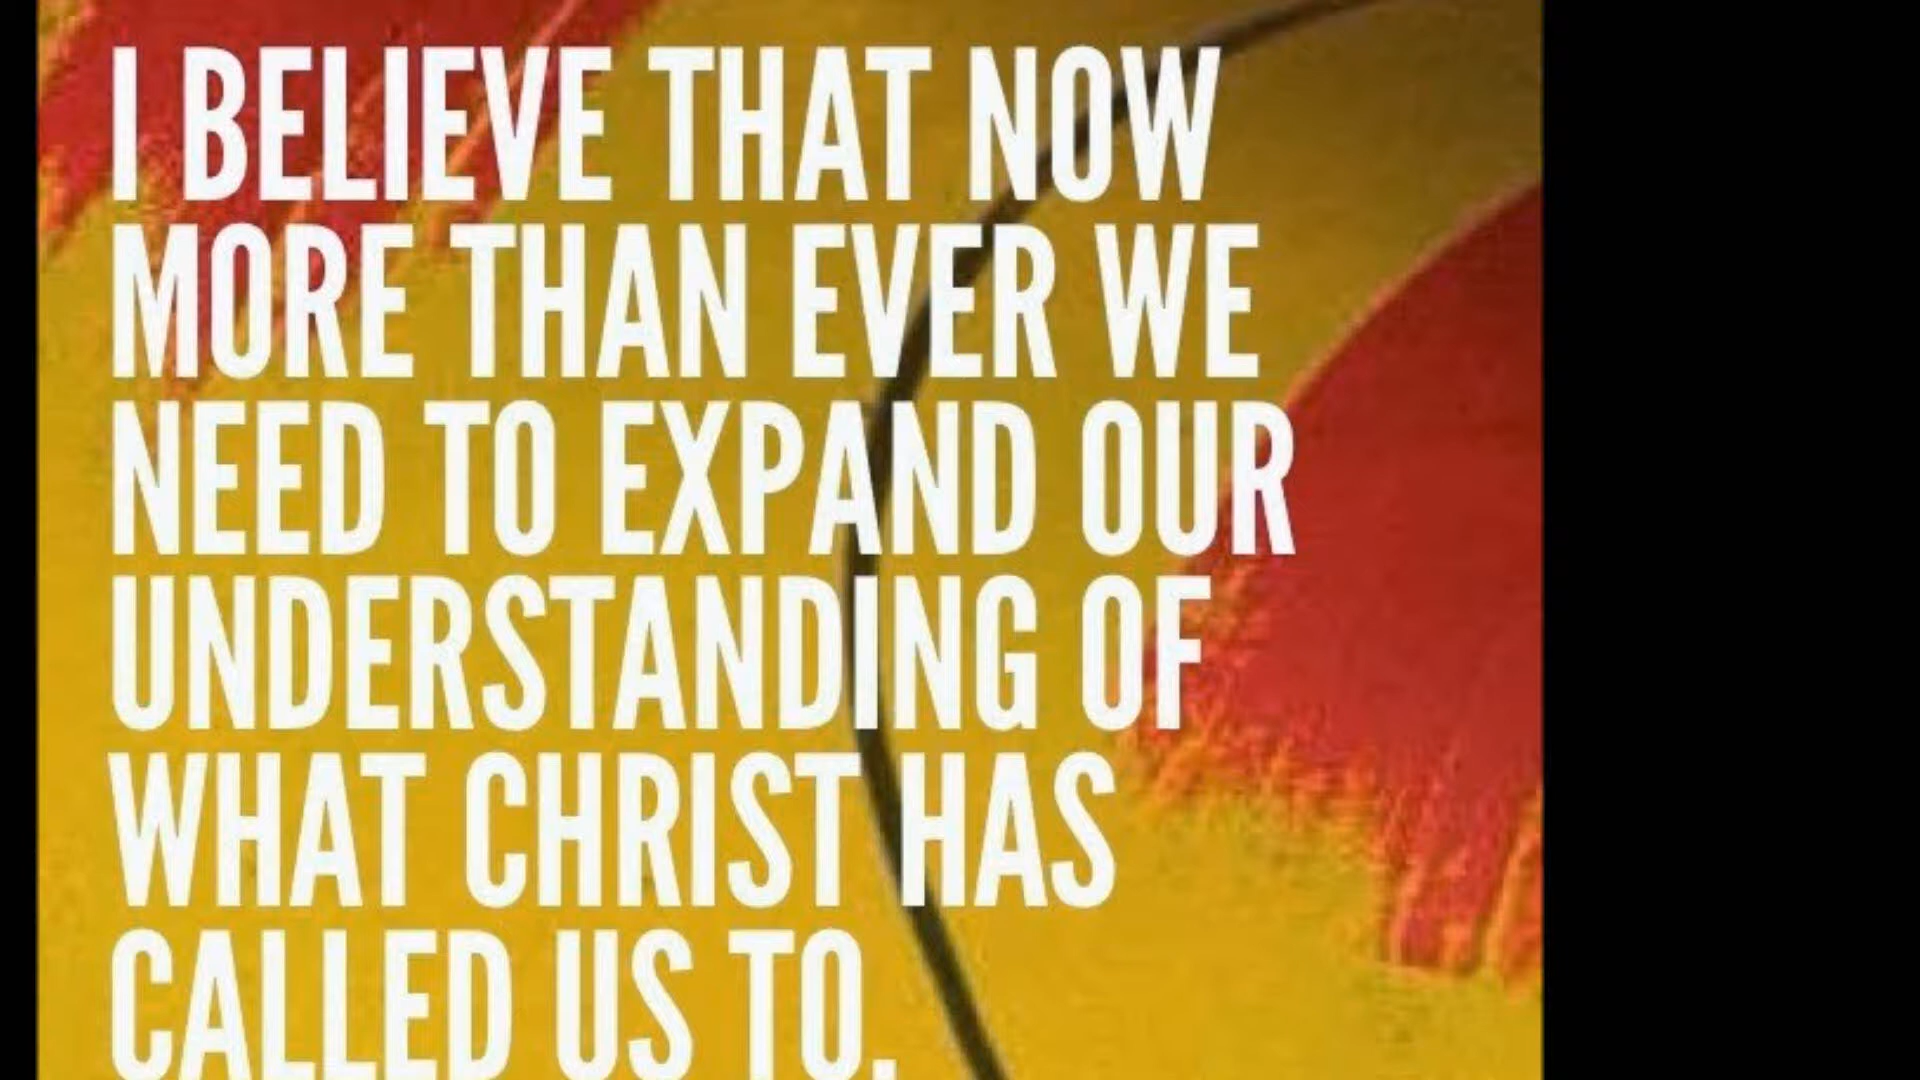 I BELIEVE THAT NOW
MORE THAN EVER WE
NEED TO EXPAND OUR
UNDERSTANDING OF
WHAT CHRIST HAS
CALLED US TO.